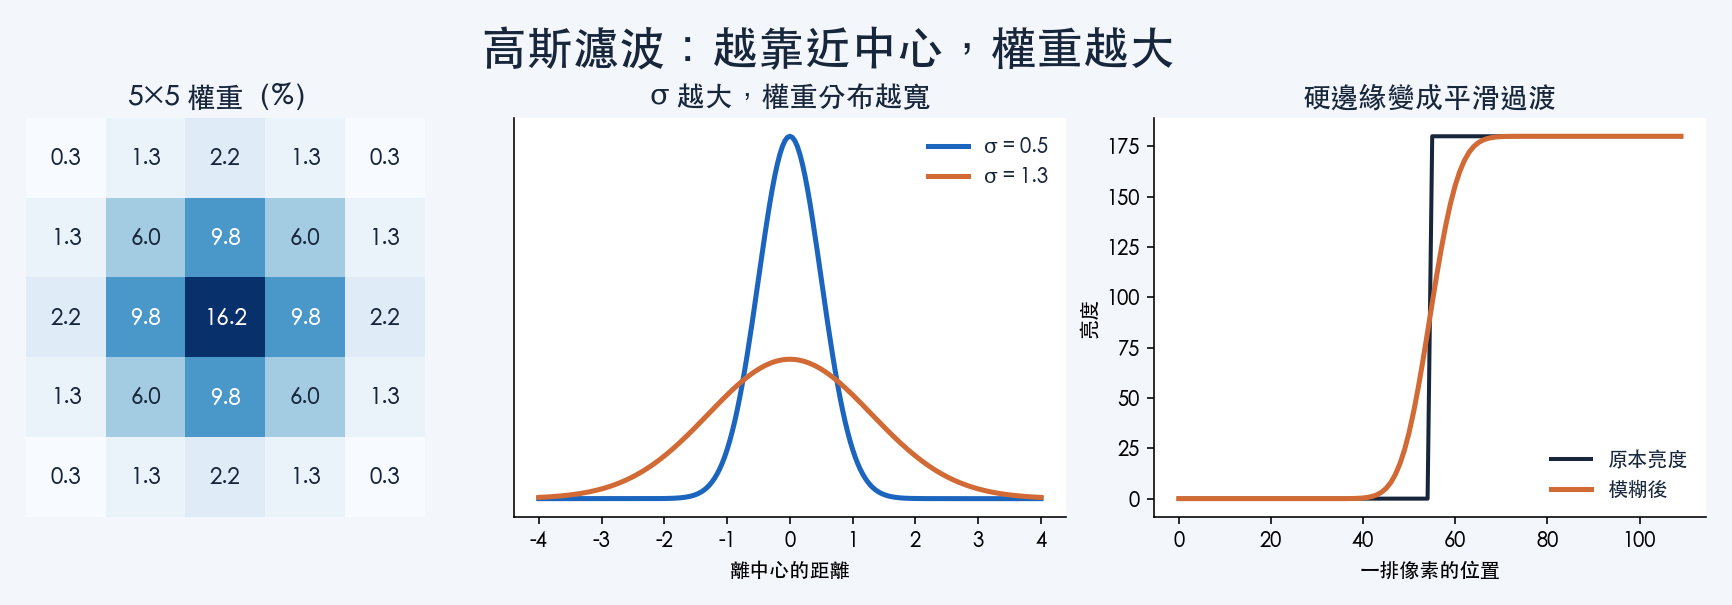 高斯濾波：越靠近中心，權重越大
5×5 權重 (%)
0.3 1.3 2.2 1.3 0.3
1.3 6.0 9.8 6.0 1.3
2.2 9.8 16.2 9.8 2.2
1.3 6.0 9.8 6.0 1.3
0.3 1.3 2.2 1.3 0.3
σ 越大，權重分布越寬
σ = 0.5
σ = 1.3
-4 -3 -2 -1 0 1 2 3 4
離中心的距離
硬邊緣變成平滑過渡
亮度
175
150
125
100
75
50
25
0
原本亮度
模糊後
0 20 40 60 80 100
一排像素的位置